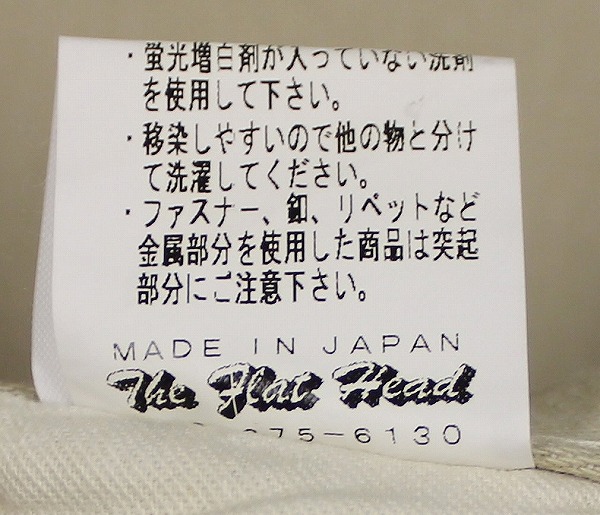 ・蛍光増白剤が入っていない洗剤
を使用して下さい。
・移染しやすいので他の物と分け
て洗濯してください。
・ファスナー、釦、リベットなど
金属部分を使用した商品は突起
部分にご注意下さい。
MADE IN JAPAN
The Flat Head
275-6130